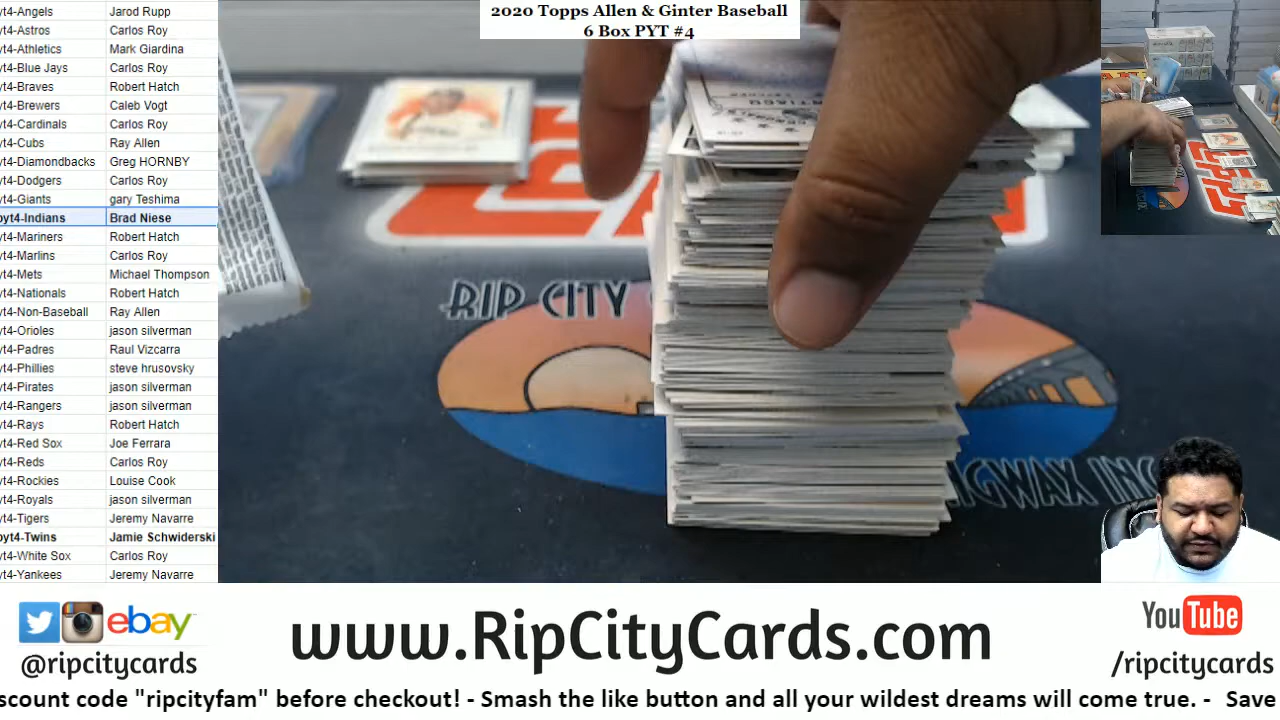 2020 Topps Allen & Ginter Baseball
6 Box PYT #4
yt4-Angels Jarod Rupp
yt4-Astros Carlos Roy
yt4-Athletics Mark Giardina
yt4-Blue Jays Carlos Roy
yt4-Braves Robert Hatch
yt4-Brewers Caleb Vogt
yt4-Cardinals Carlos Roy
yt4-Cubs Ray Allen
yt4-Diamondbacks Greg HORNBY
yt4-Dodgers Carlos Roy
yt4-Giants gary Teshima
pyt4-Indians Brad Niese
yt4-Mariners Robert Hatch
yt4-Marlins Carlos Roy
yt4-Mets Michael Thompson
yt4-Nationals Robert Hatch
yt4-Non-Baseball Ray Allen
yt4-Orioles jason silverman
yt4-Padres Raul Vizcarra
yt4-Phillies steve hrusovsky
yt4-Pirates jason silverman
yt4-Rangers jason silverman
yt4-Rays Robert Hatch
yt4-Red Sox Joe Ferrara
yt4-Reds Carlos Roy
yt4-Rockies Louise Cook
yt4-Royals jason silverman
yt4-Tigers Jeremy Navarre
pyt4-Twins Jamie Schwiderski
yt4-White Sox Carlos Roy
yt4-Yankees Jeremy Navarre
RIP CITY
NGWAX INC
ebay
@ripcitycards
www.RipCityCards.com
YouTube
/ripcitycards
scount code "ripcityfam" before checkout! - Smash the like button and all your wildest dreams will come true. - Save